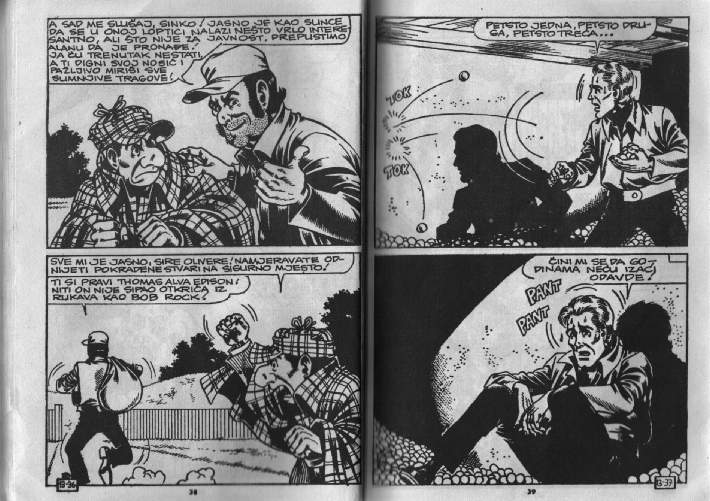 A SAD ME SLUŠAJ, SINKO! JASNO JE KAO SUNCE
DA SE U ONOJ LOPTICI NALAZI NEŠTO VRLO INTERE
SANTNO, ALI ŠTO NIJE ZA JAVNOST. PREPUSTIMO
ALANU DA JE PRONAĐE!
JA ĆU TRENUTAK NESTATI,
A TI DIGNI SVOJ NOSIĆ I
PAŽLJIVO MIRIŠI SVE
SUMNJIVE TRAGOVE!
SVE MI JE JASNO, SIRE OLIVERE! NAMJERAVATE OD-
NIJETI POKRADENE STVARI NA SIGURNO MJESTO!
TI SI PRAVI THOMAS ALVA EDISON!
NITI ON NIJE SIPAO OTKRIĆA IZ
RUKAVA KAO BOB ROCK!
B-36
38
PETSTO JEDNA, PETSTO DRU-
GA, PETSTO TREĆA...
TOK
TOK
ČINI MI SE DA GO-
DINAMA NEĆU IZAĆI
ODAVDE!
PANT
PANT
39
B-37